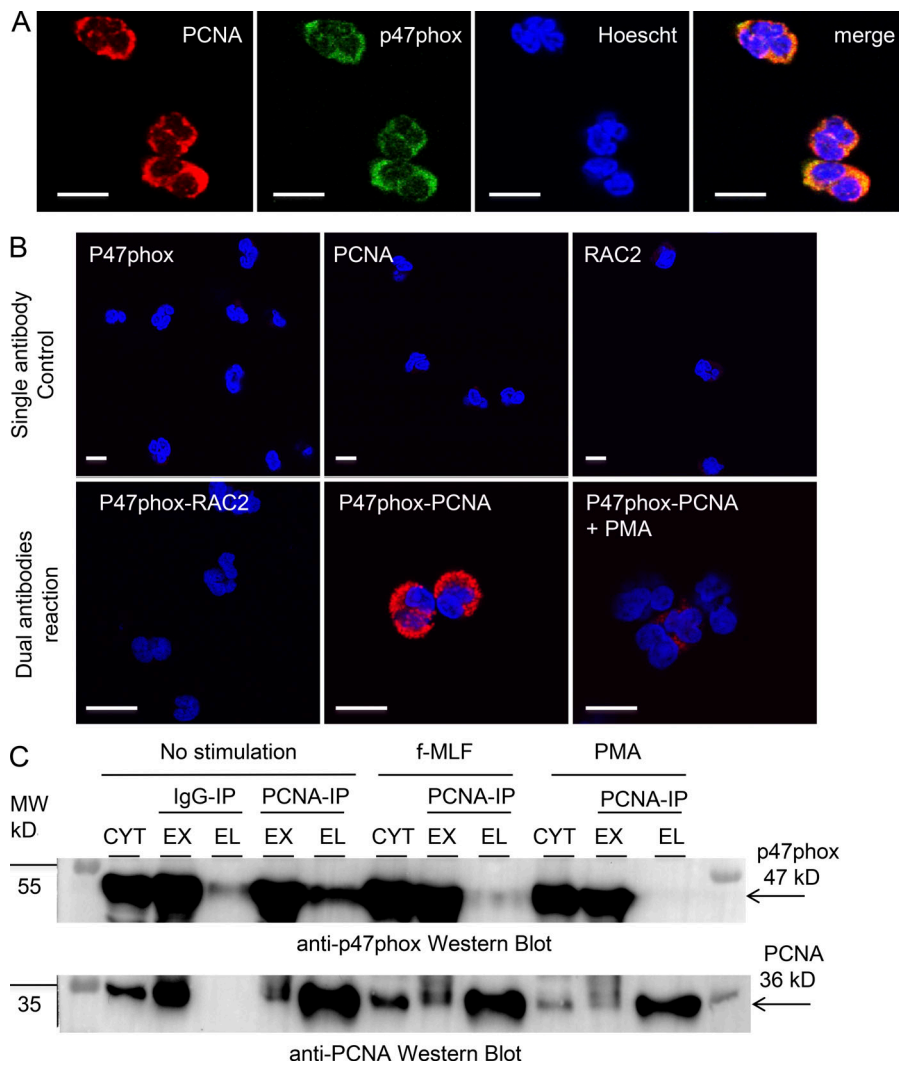 A
PCNA
p47phox
Hoescht
merge
B
Single antibody
Control
P47phox
PCNA
RAC2
Dual antibodies
reaction
P47phox-RAC2
P47phox-PCNA
P47phox-PCNA
+ PMA
C
No stimulation
f-MLF
PMA
MW
kD
IgG-IP
PCNA-IP
PCNA-IP
PCNA-IP
CYT
EX
EL
EX
EL
CYT
EX
EL
CYT
EX
EL
p47phox
47 kD
55
anti-p47phox Western Blot
PCNA
36 kD
35
anti-PCNA Western Blot